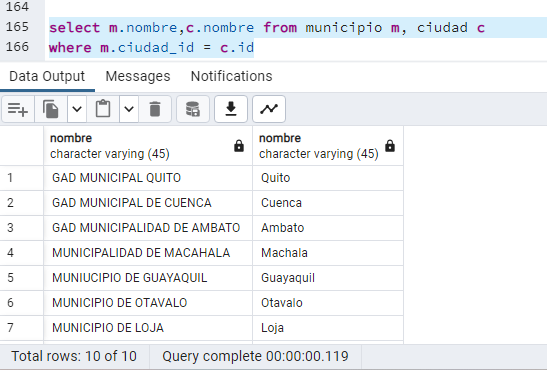 164
165 select m.nombre,c.nombre from municipio m, ciudad c
166 where m.ciudad_id = c.id
Data Output Messages Notifications
nombre nombre
character varying (45) character varying (45)
1 GAD MUNICIPAL QUITO Quito
2 GAD MUNICIPAL DE CUENCA Cuenca
3 GAD MUNICIPALIDAD DE AMBATO Ambato
4 MUNICIPALIDAD DE MACAHALA Machala
5 MUNIUCIPIO DE GUAYAQUIL Guayaquil
6 MUNICIPIO DE OTAVALO Otavalo
7 MUNICIPIO DE LOJA Loja
Total rows: 10 of 10 Query complete 00:00:00.119